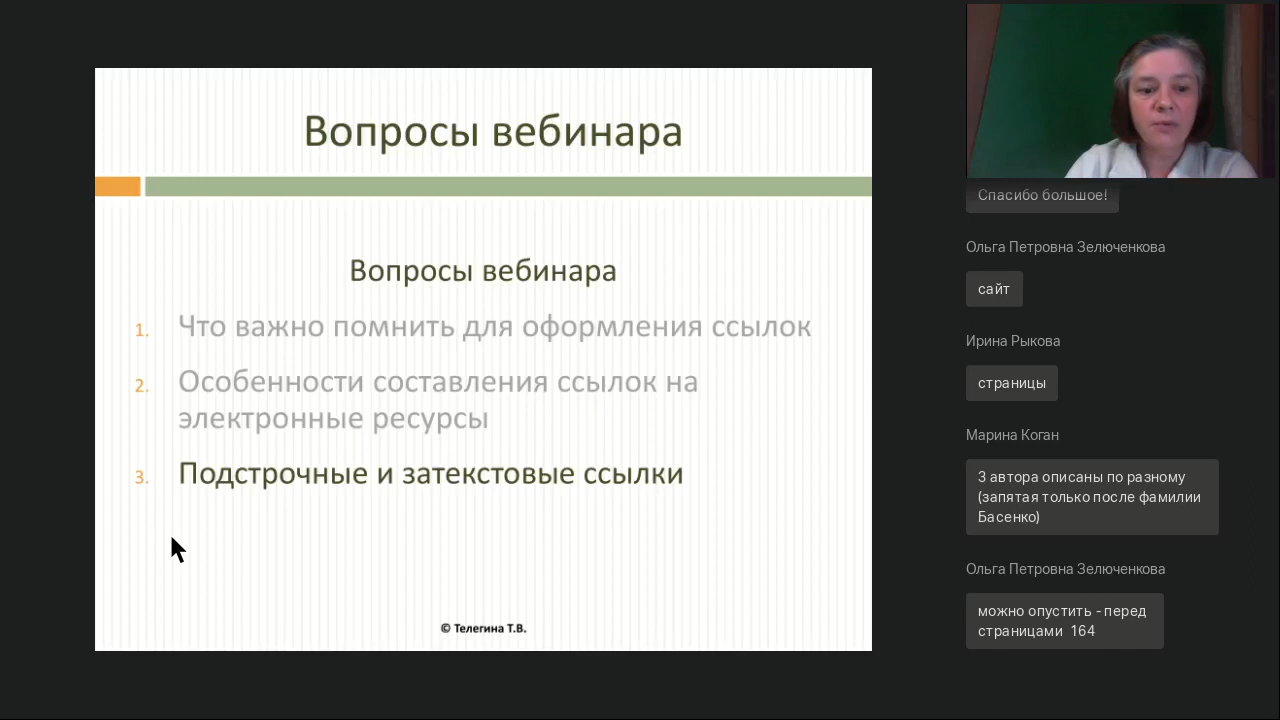 Вопросы вебинара
Вопросы вебинара
1. Что важно помнить для оформления ссылок
2. Особенности составления ссылок на
электронные ресурсы
3. Подстрочные и затекстовые ссылки
© Телегина Т.В.
Спасибо большое!
Ольга Петровна Зелюченкова
сайт
Ирина Рыкова
страницы
Марина Коган
3 автора описаны по разному
(запятая только после фамилии
Басенко)
Ольга Петровна Зелюченкова
можно опустить - перед
страницами 164